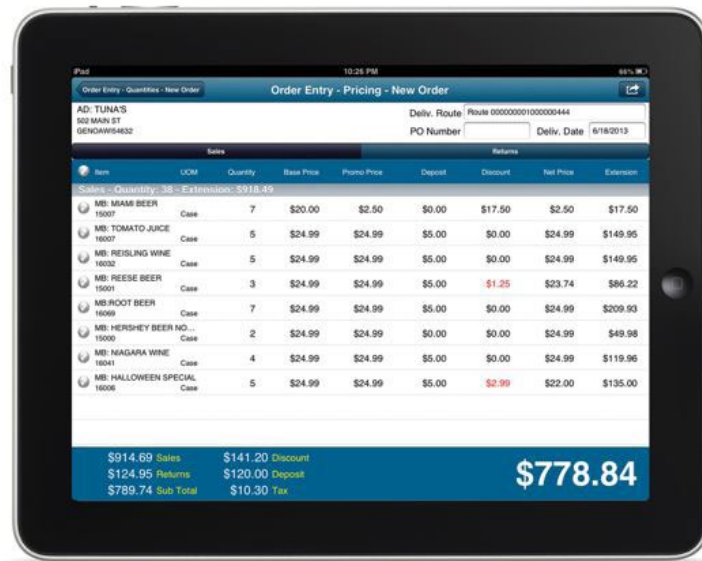 iPad 10:25 PM 66%
Order Entry - Quantities - New Order Order Entry - Pricing - New Order
AD: TUNA'S Deliv. Route Route 000000001000000444
502 MAIN ST
GENOAWI54632 PO Number Deliv. Date 6/18/2013
Sales Returns
Item UOM Quantity Base Price Promo Price Deposit Discount Net Price Extension
Sales - Quantity: 38 - Extension: $918.49
MB: MIAMI BEER
15007 Case 7 $20.00 $2.50 $0.00 $17.50 $2.50 $17.50
MB: TOMATO JUICE
16007 Case 5 $24.99 $24.99 $5.00 $0.00 $24.99 $149.95
MB: REISLING WINE
16032 Case 5 $24.99 $24.99 $5.00 $0.00 $24.99 $149.95
MB: REESE BEER
15001 Case 3 $24.99 $24.99 $5.00 $1.25 $23.74 $86.22
MB:ROOT BEER
16069 Case 7 $24.99 $24.99 $5.00 $0.00 $24.99 $209.93
MB: HERSHEY BEER NO...
15000 Case 2 $24.99 $24.99 $5.00 $0.00 $24.99 $49.98
MB: NIAGARA WINE
16041 Case 4 $24.99 $24.99 $5.00 $0.00 $24.99 $119.96
MB: HALLOWEEN SPECIAL
16006 Case 5 $24.99 $24.99 $5.00 $2.99 $22.00 $135.00
$914.69 Sales $141.20 Discount
$124.95 Returns $120.00 Deposit $778.84
$789.74 Sub Total $10.30 Tax